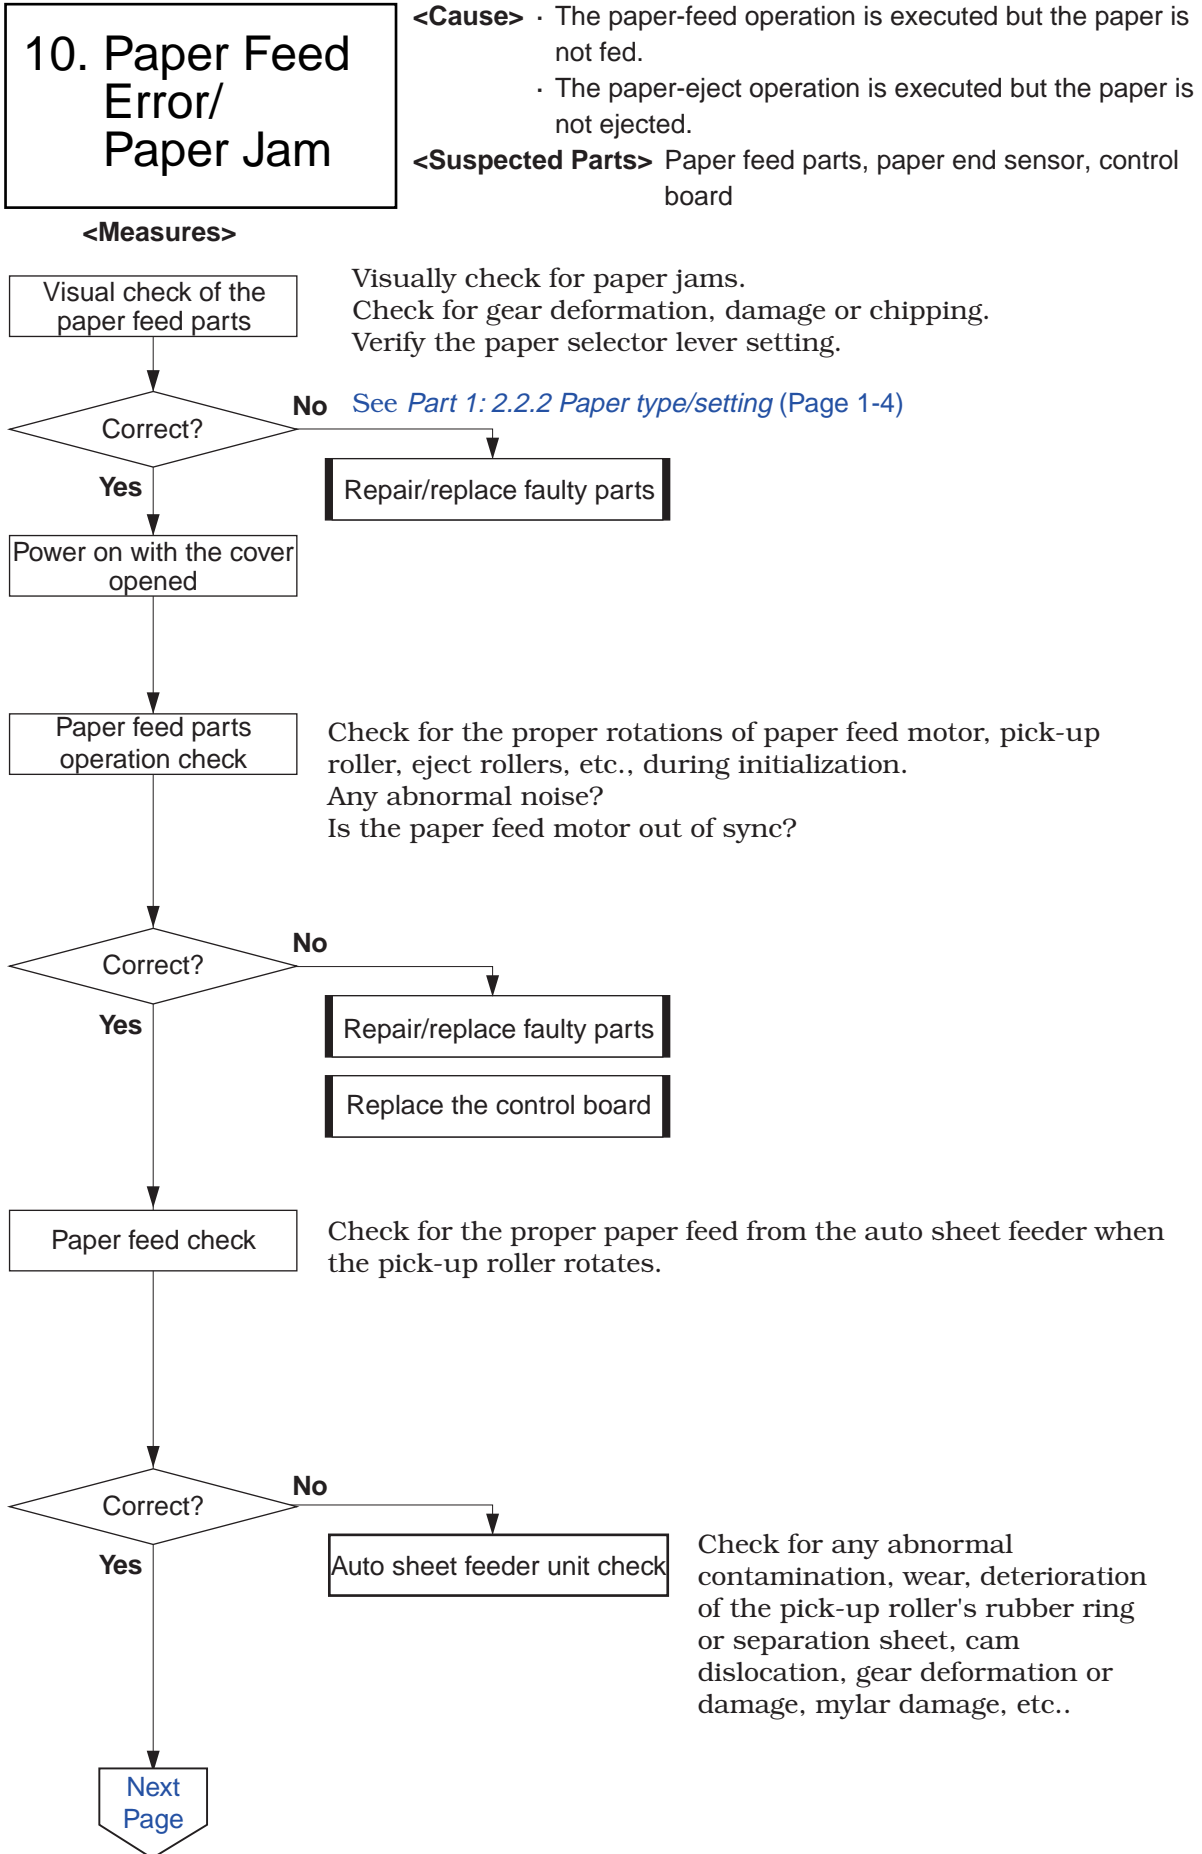 10. Paper Feed
Error/
Paper Jam
<Cause> · The paper-feed operation is executed but the paper is
not fed.
· The paper-eject operation is executed but the paper is
not ejected.
<Suspected Parts> Paper feed parts, paper end sensor, control
board
<Measures>
Visual check of the
paper feed parts
Visually check for paper jams.
Check for gear deformation, damage or chipping.
Verify the paper selector lever setting.
See Part 1: 2.2.2 Paper type/setting (Page 1-4)
Correct?
No
Repair/replace faulty parts
Yes
Power on with the cover
opened
Paper feed parts
operation check
Check for the proper rotations of paper feed motor, pick-up
roller, eject rollers, etc., during initialization.
Any abnormal noise?
Is the paper feed motor out of sync?
Correct?
No
Repair/replace faulty parts
Replace the control board
Yes
Paper feed check
Check for the proper paper feed from the auto sheet feeder when
the pick-up roller rotates.
Correct?
No
Auto sheet feeder unit check
Check for any abnormal
contamination, wear, deterioration
of the pick-up roller's rubber ring
or separation sheet, cam
dislocation, gear deformation or
damage, mylar damage, etc..
Yes
Next
Page